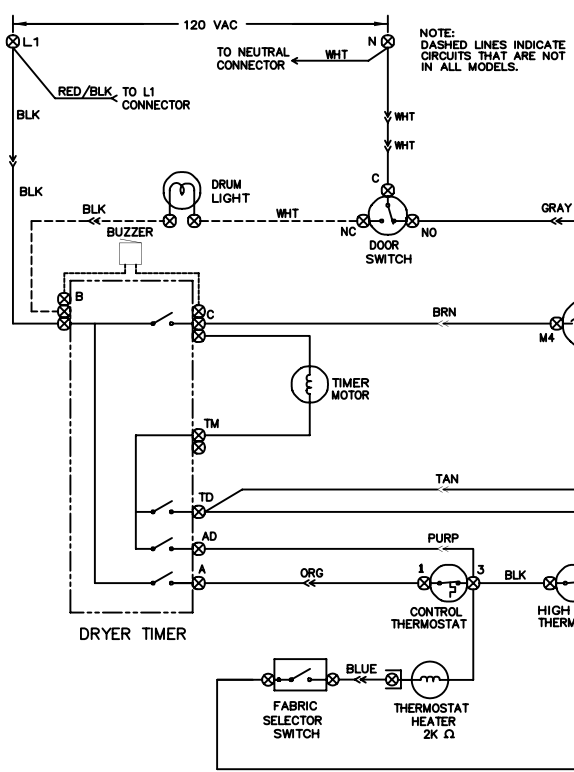 120 VAC
L1
N
NOTE:
DASHED LINES INDICATE
CIRCUITS THAT ARE NOT
IN ALL MODELS.
TO NEUTRAL
CONNECTOR
WHT
RED/BLK
TO L1
CONNECTOR
BLK
WHT
WHT
BLK
C
DRUM
LIGHT
BLK
WHT
GRAY
BUZZER
NC
NO
DOOR
SWITCH
B
C
BRN
M4
TIMER
MOTOR
TM
TAN
TD
AD
PURP
A
ORG
1
3
BLK
CONTROL
THERMOSTAT
HIGH
THERM
DRYER TIMER
BLUE
FABRIC
SELECTOR
SWITCH
THERMOSTAT
HEATER
2K Ω